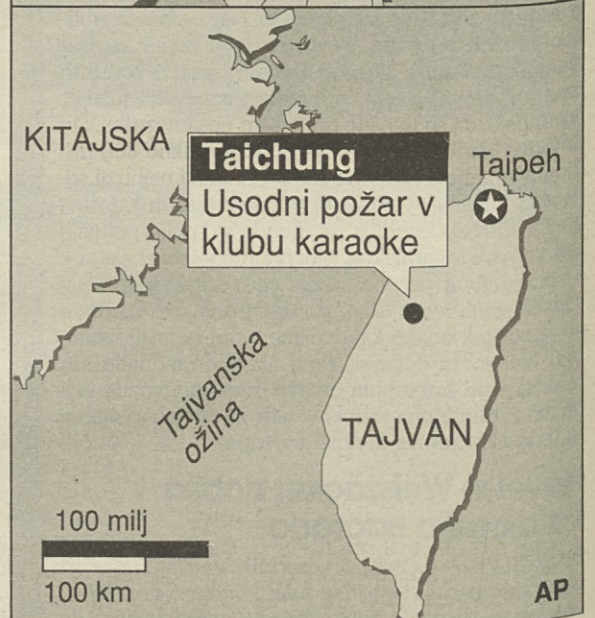 KITAJSKA
Taichung
Usodni požar v
klubu karaoke
Taipeh
Tajvanska
ožina
TAJVAN
100 milj
100 km
AP